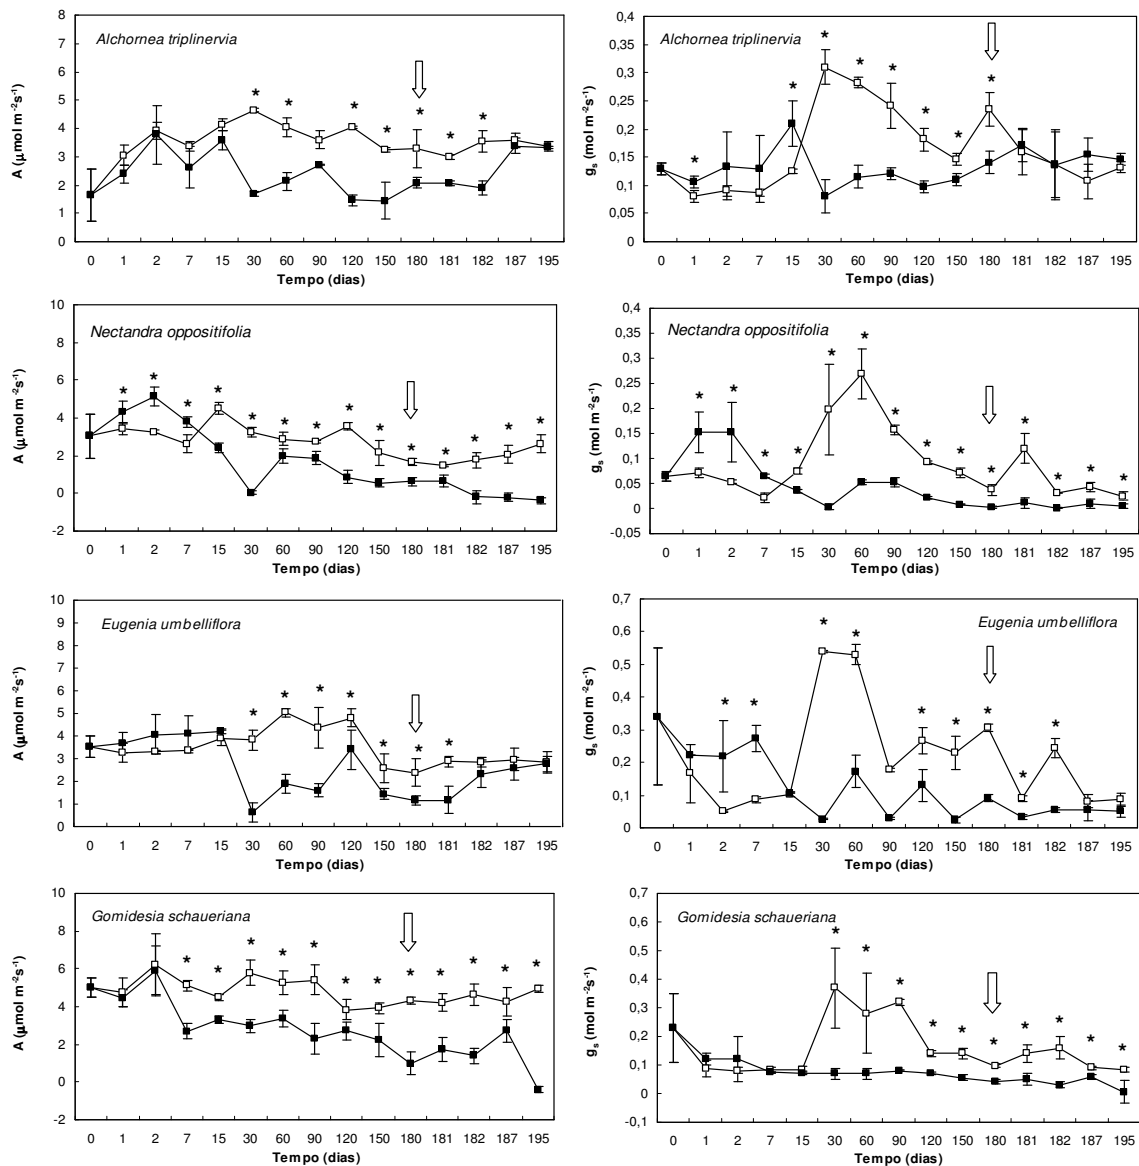 Alchornea triplinervia
A (μmol m⁻²s⁻¹)
8
7
6
5
4
3
2
1
0
* * * * * * *
0 1 2 7 15 30 60 90 120 150 180 181 182 187 195
Tempo (dias)
Alchornea triplinervia
gₛ (mol m⁻²s⁻¹)
0,4
0,35
0,3
0,25
0,2
0,15
0,1
0,05
0
* * * * * * * *
0 1 2 7 15 30 60 90 120 150 180 181 182 187 195
Tempo (dias)
Nectandra oppositifolia
A (μmol m⁻²s⁻¹)
10
8
6
4
2
0
-2
* * * * * * * * * * * * * *
0 1 2 7 15 30 60 90 120 150 180 181 182 187 195
Tempo (dias)
Nectandra oppositifolia
gₛ (mol m⁻²s⁻¹)
0,4
0,35
0,3
0,25
0,2
0,15
0,1
0,05
0
-0,05
* * * * * * * * * * * * * *
0 1 2 7 15 30 60 90 120 150 180 181 182 187 195
Tempo (dias)
Eugenia umbelliflora
A (μmol m⁻²s⁻¹)
10
9
8
7
6
5
4
3
2
1
0
* * * * * * *
0 1 2 7 15 30 60 90 120 150 180 181 182 187 195
Tempo (dias)
Eugenia umbelliflora
gₛ (mol m⁻²s⁻¹)
0,7
0,6
0,5
0,4
0,3
0,2
0,1
0
* * * * * * * * *
0 1 2 7 15 30 60 90 120 150 180 181 182 187 195
Tempo (dias)
Gomidesia schaueriana
A (μmol m⁻²s⁻¹)
10
8
6
4
2
0
-2
* * * * * * * * * * * *
0 1 2 7 15 30 60 90 120 150 180 181 182 187 195
Tempo (dias)
Gomidesia schaueriana
gₛ (mol m⁻²s⁻¹)
0,7
0,6
0,5
0,4
0,3
0,2
0,1
0
-0,1
* * * * * * * * * *
0 1 2 7 15 30 60 90 120 150 180 181 182 187 195
Tempo (dias)